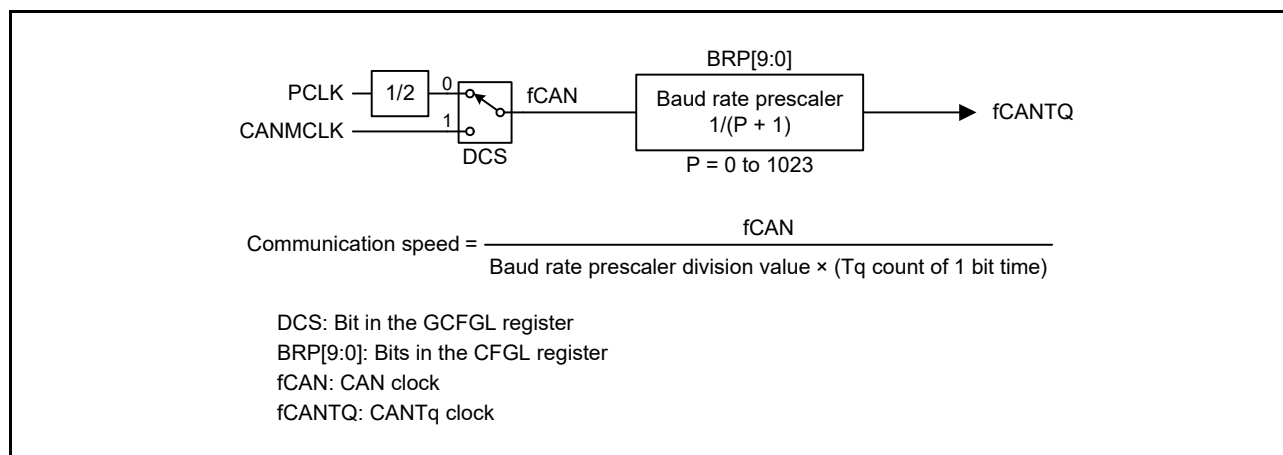 BRP[9:0]
PCLK 1/2 0 fCAN Baud rate prescaler
1/(P + 1) fCANTQ
CANMCLK 1
DCS P = 0 to 1023
fCAN
Communication speed =
Baud rate prescaler division value × (Tq count of 1 bit time)
DCS: Bit in the GCFGL register
BRP[9:0]: Bits in the CFGL register
fCAN: CAN clock
fCANTQ: CANTq clock